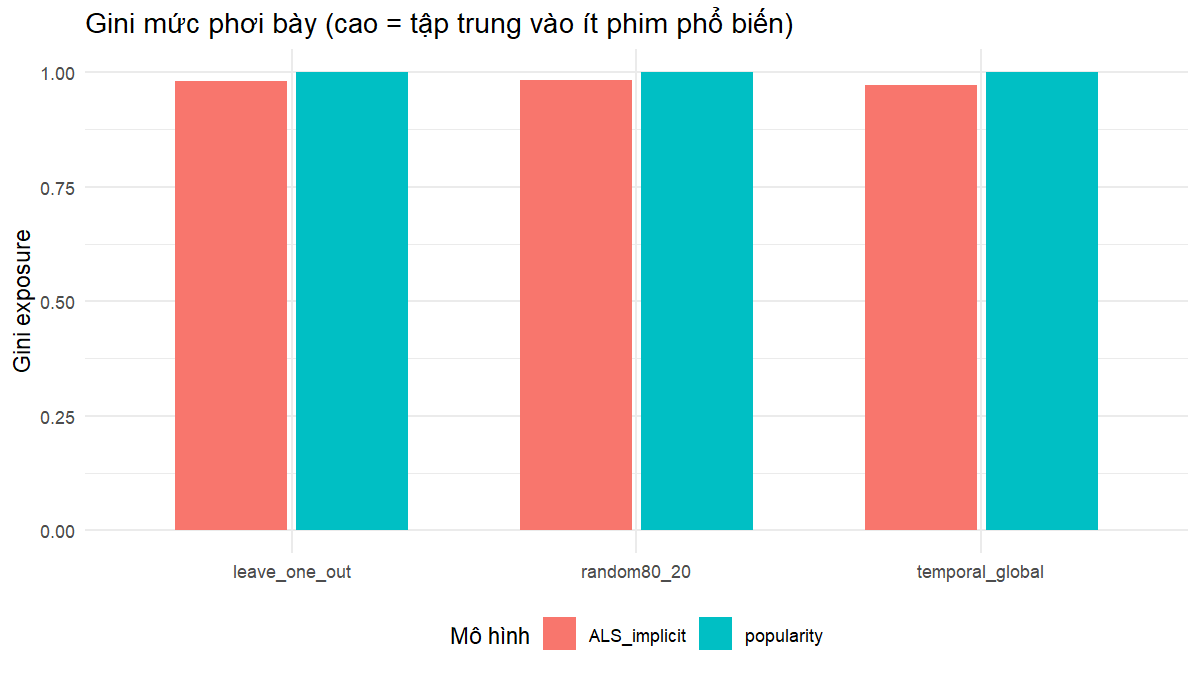 Gini mức phơi bày (cao = tập trung vào ít phim phổ biến)
Gini exposure
1.00
0.75
0.50
0.25
0.00
leave_one_out random80_20 temporal_global
Mô hình ALS_implicit popularity